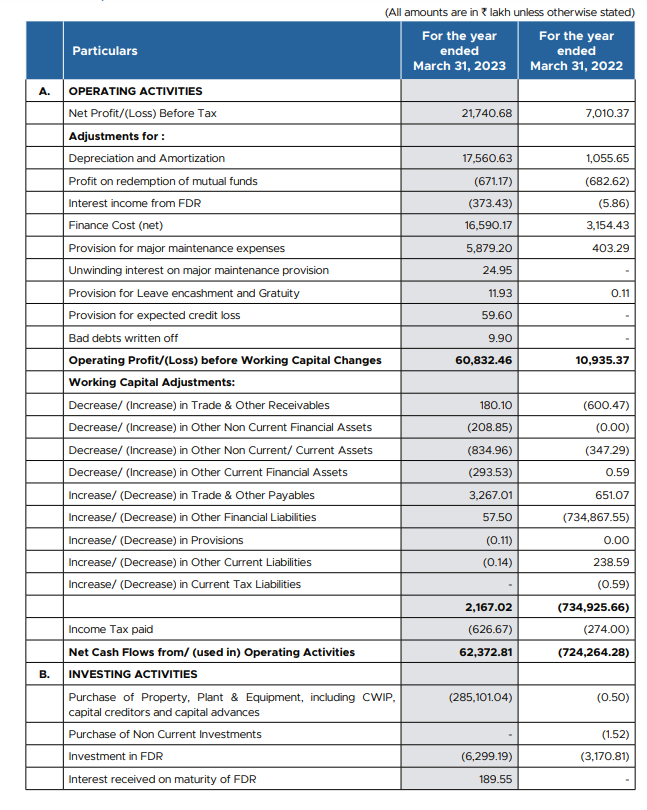 (All amounts are in ₹ lakh unless otherwise stated)
Particulars For the year ended March 31, 2023 For the year ended March 31, 2022
A. OPERATING ACTIVITIES
Net Profit/(Loss) Before Tax 21,740.68 7,010.37
Adjustments for :
Depreciation and Amortization 17,560.63 1,055.65
Profit on redemption of mutual funds (671.17) (682.62)
Interest income from FDR (373.43) (5.86)
Finance Cost (net) 16,590.17 3,154.43
Provision for major maintenance expenses 5,879.20 403.29
Unwinding interest on major maintenance provision 24.95 -
Provision for Leave encashment and Gratuity 11.93 0.11
Provision for expected credit loss 59.60 -
Bad debts written off 9.90 -
Operating Profit/(Loss) before Working Capital Changes 60,832.46 10,935.37
Working Capital Adjustments:
Decrease/ (Increase) in Trade & Other Receivables 180.10 (600.47)
Decrease/ (Increase) in Other Non Current Financial Assets (208.85) (0.00)
Decrease/ (Increase) in Other Non Current/ Current Assets (834.96) (347.29)
Decrease/ (Increase) in Other Current Financial Assets (293.53) 0.59
Increase/ (Decrease) in Trade & Other Payables 3,267.01 651.07
Increase/ (Decrease) in Other Financial Liabilities 57.50 (734,867.55)
Increase/ (Decrease) in Provisions (0.11) 0.00
Increase/ (Decrease) in Other Current Liabilities (0.14) 238.59
Increase/ (Decrease) in Current Tax Liabilities - (0.59)
2,167.02 (734,925.66)
Income Tax paid (626.67) (274.00)
Net Cash Flows from/ (used in) Operating Activities 62,372.81 (724,264.28)
B. INVESTING ACTIVITIES
Purchase of Property, Plant & Equipment, including CWIP, (285,101.04) (0.50)
capital creditors and capital advances
Purchase of Non Current Investments - (1.52)
Investment in FDR (6,299.19) (3,170.81)
Interest received on maturity of FDR 189.55 -